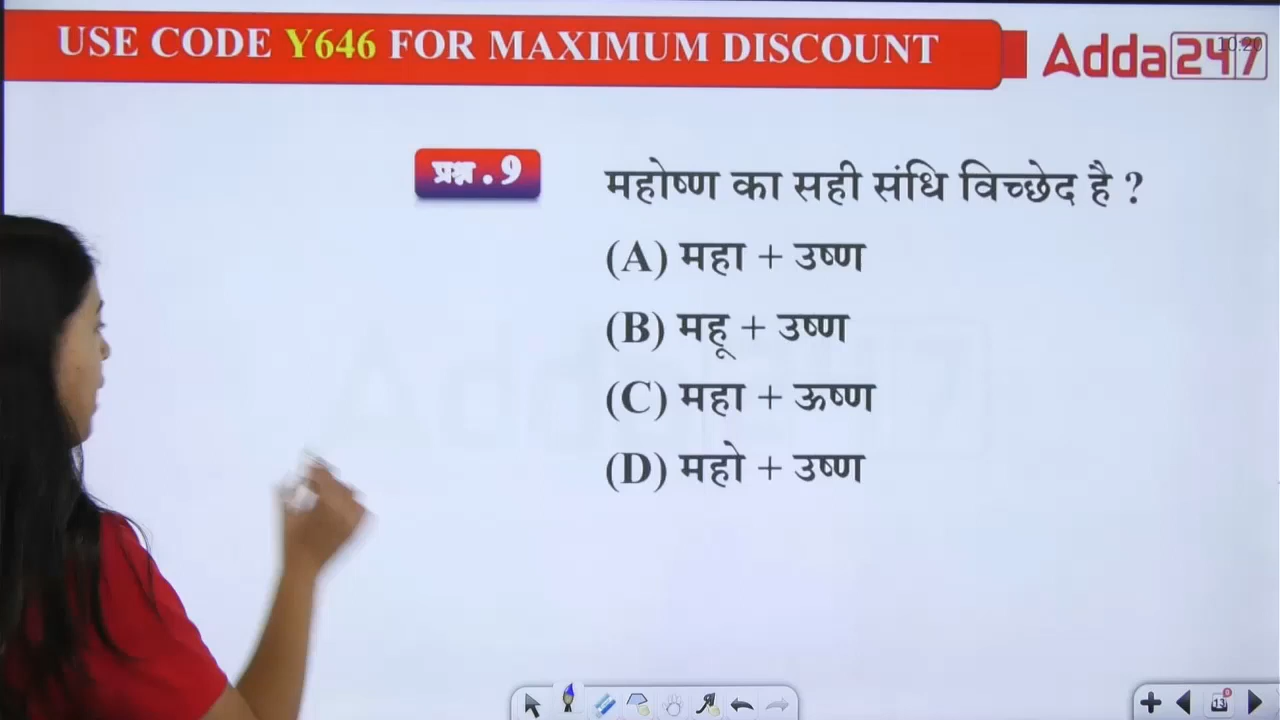 USE CODE Y646 FOR MAXIMUM DISCOUNT
Adda247
10:20
प्रश्न . 9
महोष्ण का सही संधि विच्छेद है ?
(A) महा + उष्ण
(B) महू + उष्ण
(C) महा + ऊष्ण
(D) महो + उष्ण
13